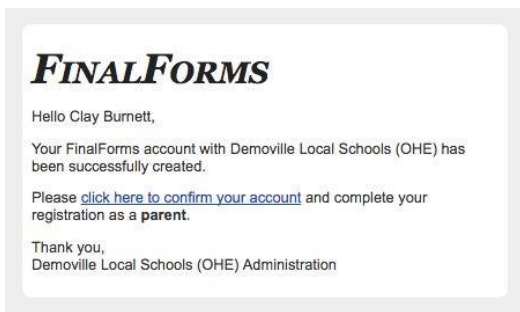 FINALFORMS
Hello Clay Burnett,
Your FinalForms account with Demoville Local Schools (OHE) has
been successfully created.
Please click here to confirm your account and complete your
registration as a parent.
Thank you,
Demoville Local Schools (OHE) Administration